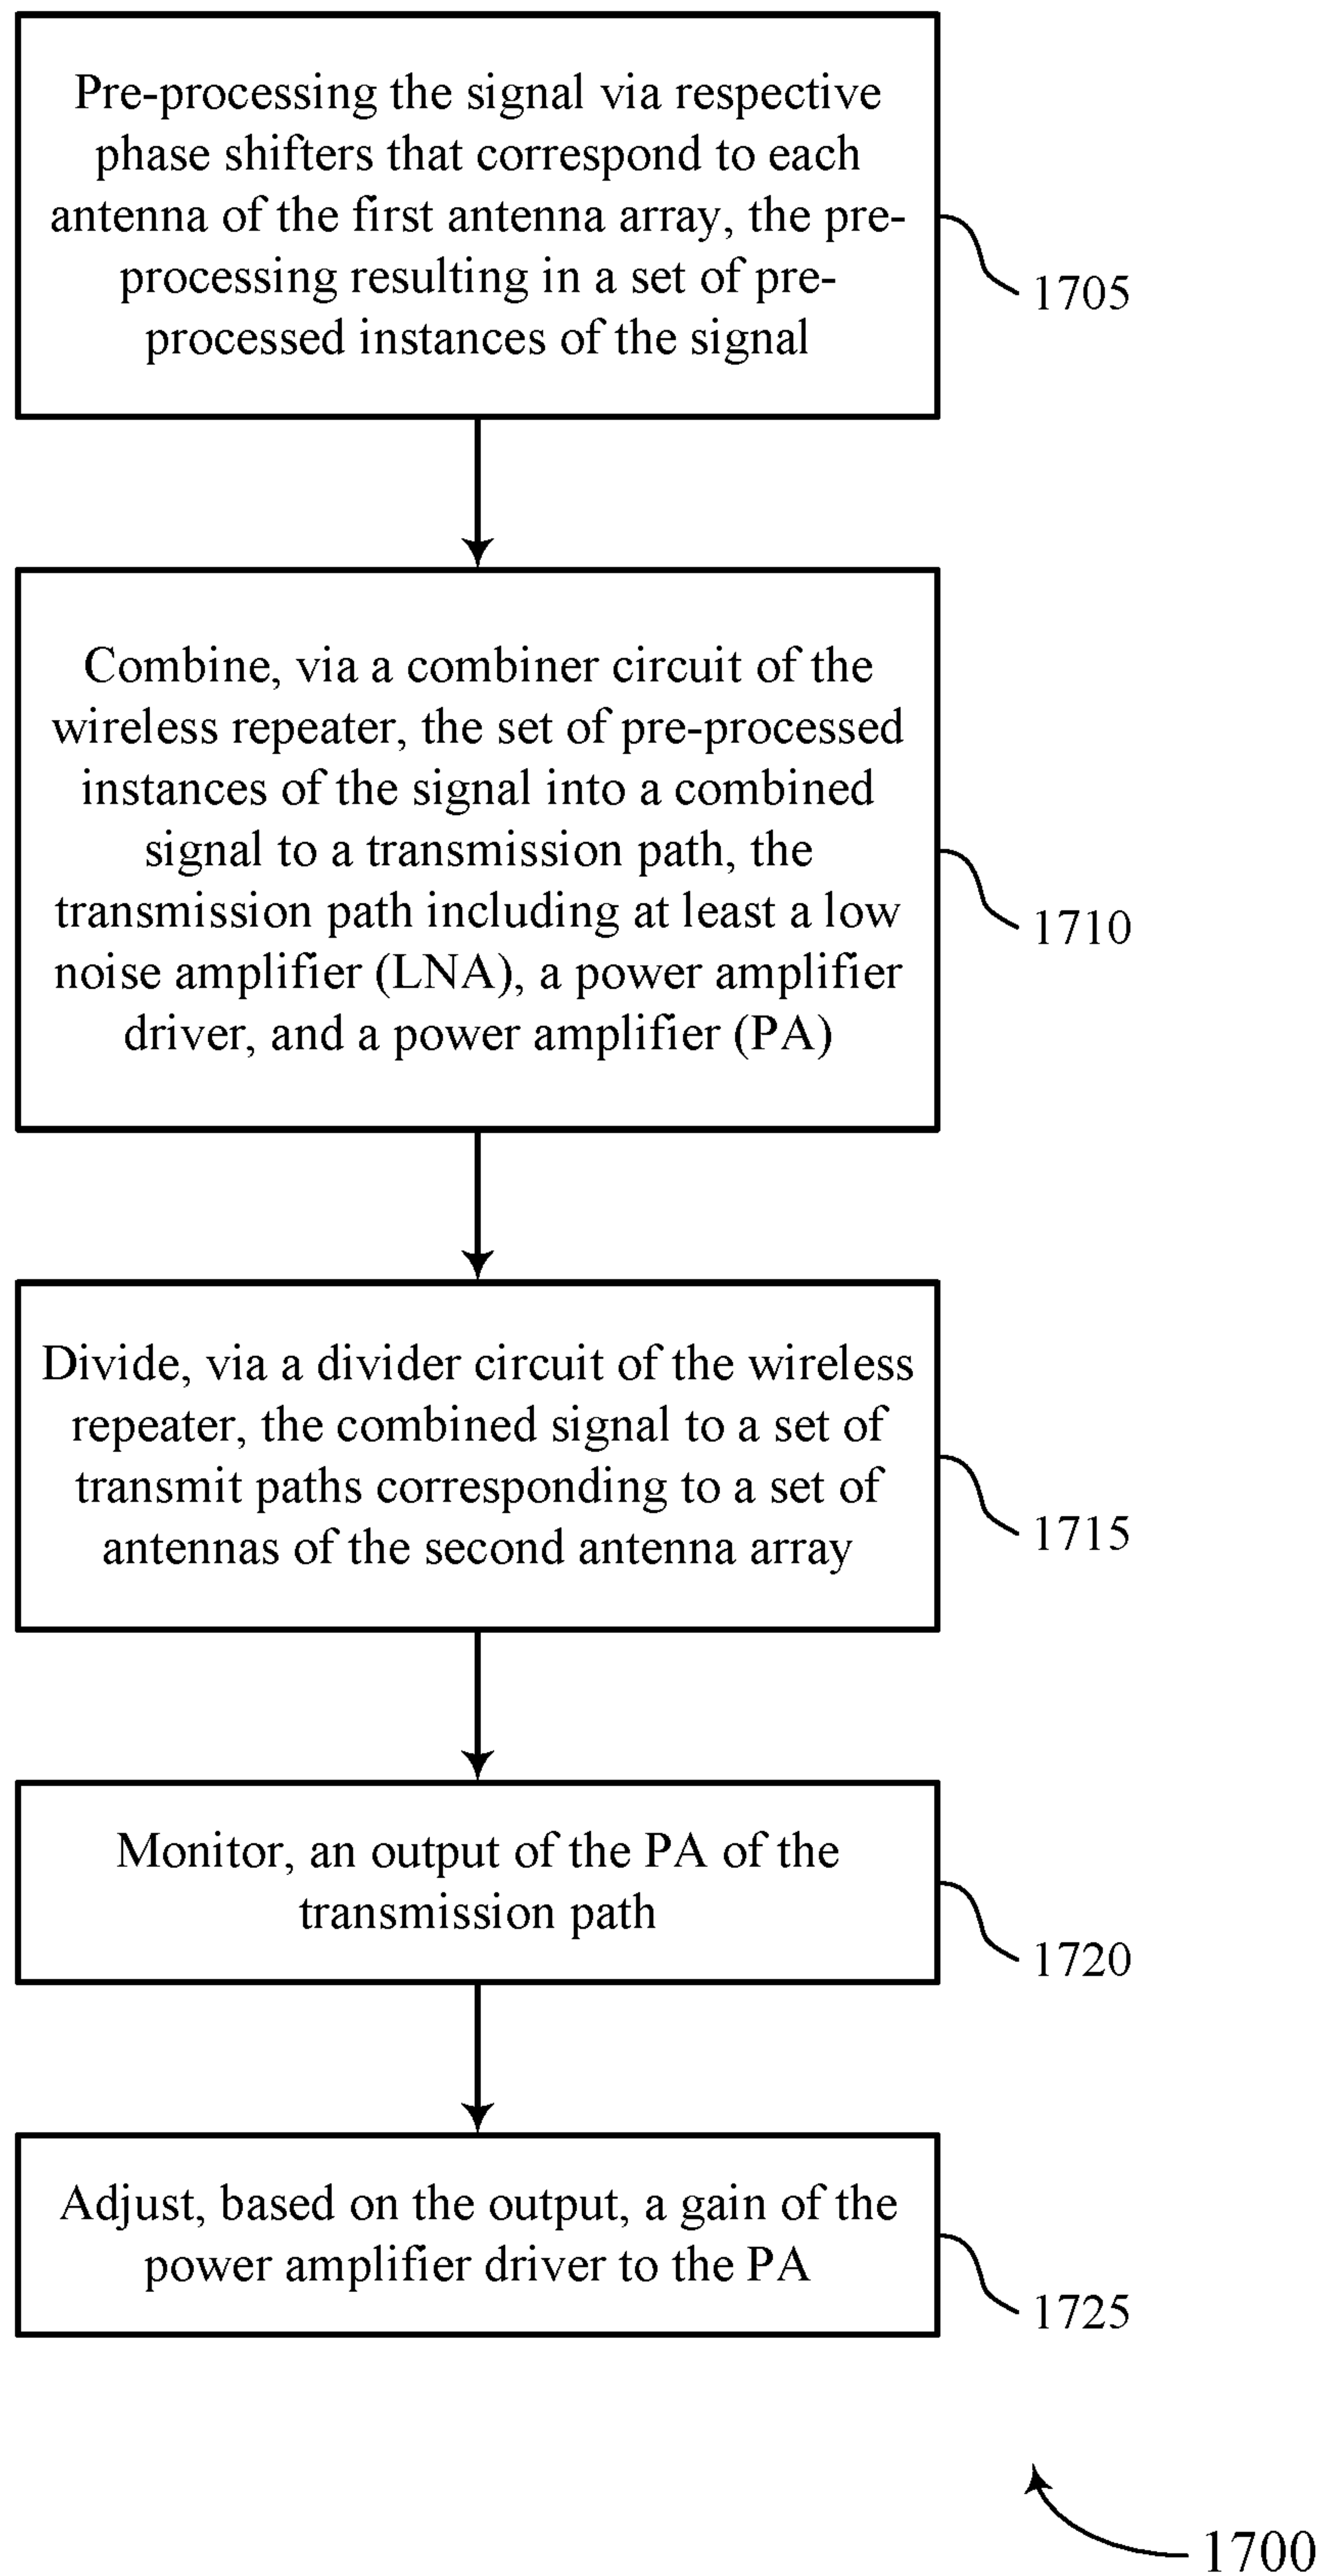 Pre-processing the signal via respective
phase shifters that correspond to each
antenna of the first antenna array, the pre-
processing resulting in a set of pre-
processed instances of the signal
1705
Combine, via a combiner circuit of the
wireless repeater, the set of pre-processed
instances of the signal into a combined
signal to a transmission path, the
transmission path including at least a low
noise amplifier (LNA), a power amplifier
driver, and a power amplifier (PA)
1710
Divide, via a divider circuit of the wireless
repeater, the combined signal to a set of
transmit paths corresponding to a set of
antennas of the second antenna array
1715
Monitor, an output of the PA of the
transmission path
1720
Adjust, based on the output, a gain of the
power amplifier driver to the PA
1725
1700